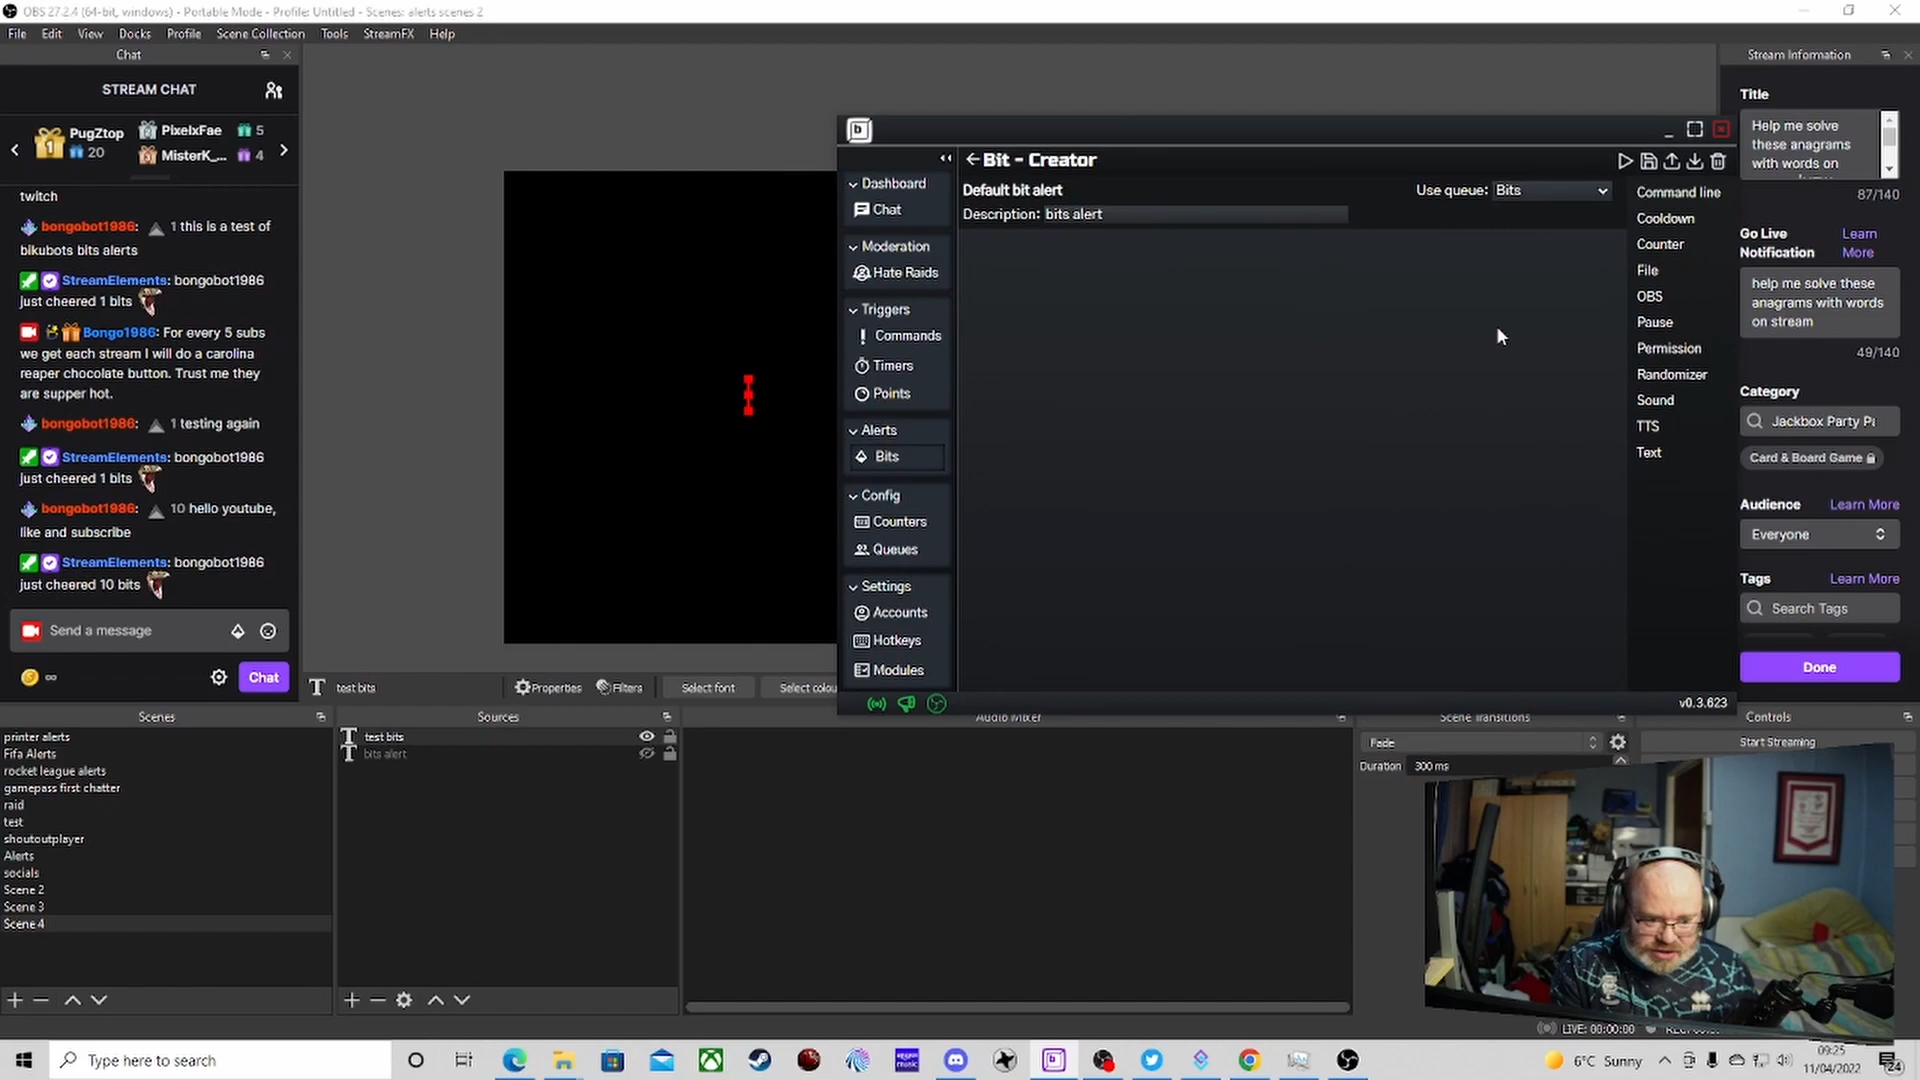 OBS 27.2.4 (64-bit, windows) - Portable Mode - Profile: Untitled - Scenes: alerts scenes 2
File Edit View Docks Profile Scene Collection Tools StreamFX Help
Chat
STREAM CHAT
1 PugZtop 20
2 PixelxFae 5
3 MisterK_... 4
twitch
bongobot1986: 1 this is a test of
bikubots bits alerts
StreamElements: bongobot1986
just cheered 1 bits
Bongo1986: For every 5 subs
we get each stream I will do a carolina
reaper chocolate button. Trust me they
are supper hot.
bongobot1986: 1 testing again
StreamElements: bongobot1986
just cheered 1 bits
bongobot1986: 10 hello youtube,
like and subscribe
StreamElements: bongobot1986
just cheered 10 bits
Send a message
∞
Chat
b
Dashboard
Chat
Moderation
Hate Raids
Triggers
Commands
Timers
Points
Alerts
Bits
Config
Counters
Queues
Settings
Accounts
Hotkeys
Modules
Bit - Creator
Default bit alert
Use queue: Bits
Description: bits alert
Command line
Cooldown
Counter
File
OBS
Pause
Permission
Randomizer
Sound
TTS
Text
v0.3.623
Stream Information
Title
Help me solve
these anagrams
with words on
87/140
Go Live
Notification
Learn
More
help me solve these
anagrams with words
on stream
49/140
Category
Jackbox Party Pa
Card & Board Game
Audience Learn More
Everyone
Tags Learn More
Search Tags
Done
T test bits Properties Filters Select font Select colou
Scenes
printer alerts
Fifa Alerts
rocket league alerts
gamepass first chatter
raid
test
shoutoutplayer
Alerts
socials
Scene 2
Scene 3
Scene 4
Sources
test bits
bits alert
Audio Mixer
Scene Transitions
Fade
Duration 300 ms
Controls
Start Streaming
LIVE: 00:00:00
Type here to search
amazon music
6°C Sunny
09:25
11/04/2022
24